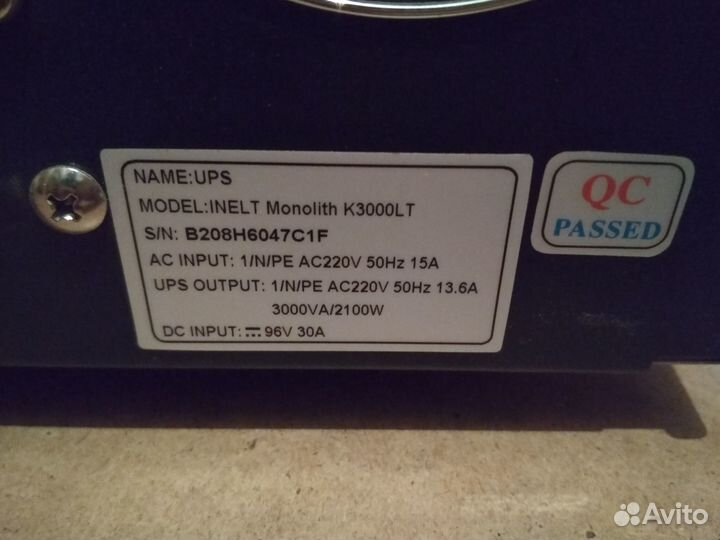 NAME:UPS
MODEL:INELT Monolith K3000LT
S/N: B208H6047C1F
AC INPUT: 1/N/PE AC220V 50Hz 15A
UPS OUTPUT: 1/N/PE AC220V 50Hz 13.6A
3000VA/2100W
DC INPUT: ⎓ 96V 30A
QC
PASSED
Avito